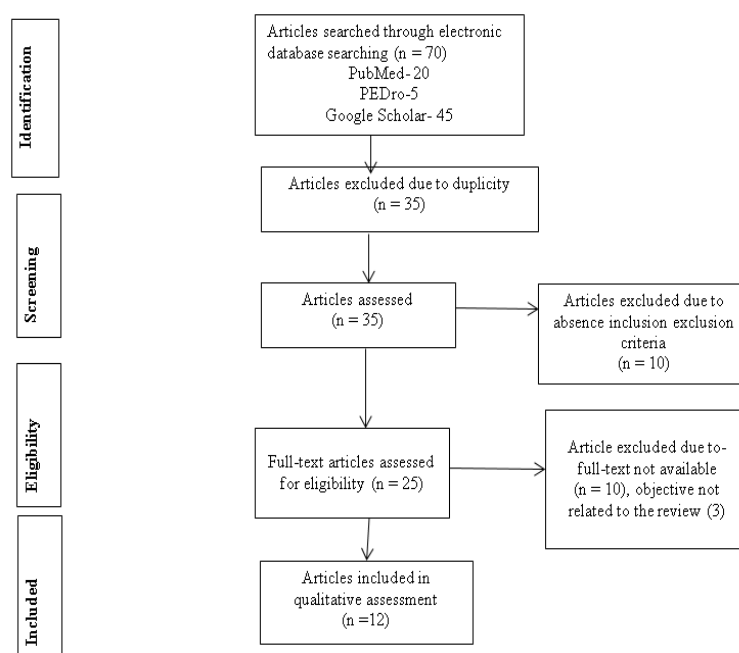 Identification
Articles searched through electronic
database searching (n = 70)
PubMed- 20
PEDro-5
Google Scholar- 45
Articles excluded due to duplicity
(n = 35)
Screening
Articles assessed
(n = 35)
Articles excluded due to
absence inclusion exclusion
criteria
(n = 10)
Eligibility
Full-text articles assessed
for eligibility (n = 25)
Article excluded due to-
full-text not available
(n = 10), objective not
related to the review (3)
Included
Articles included in
qualitative assessment
(n =12)